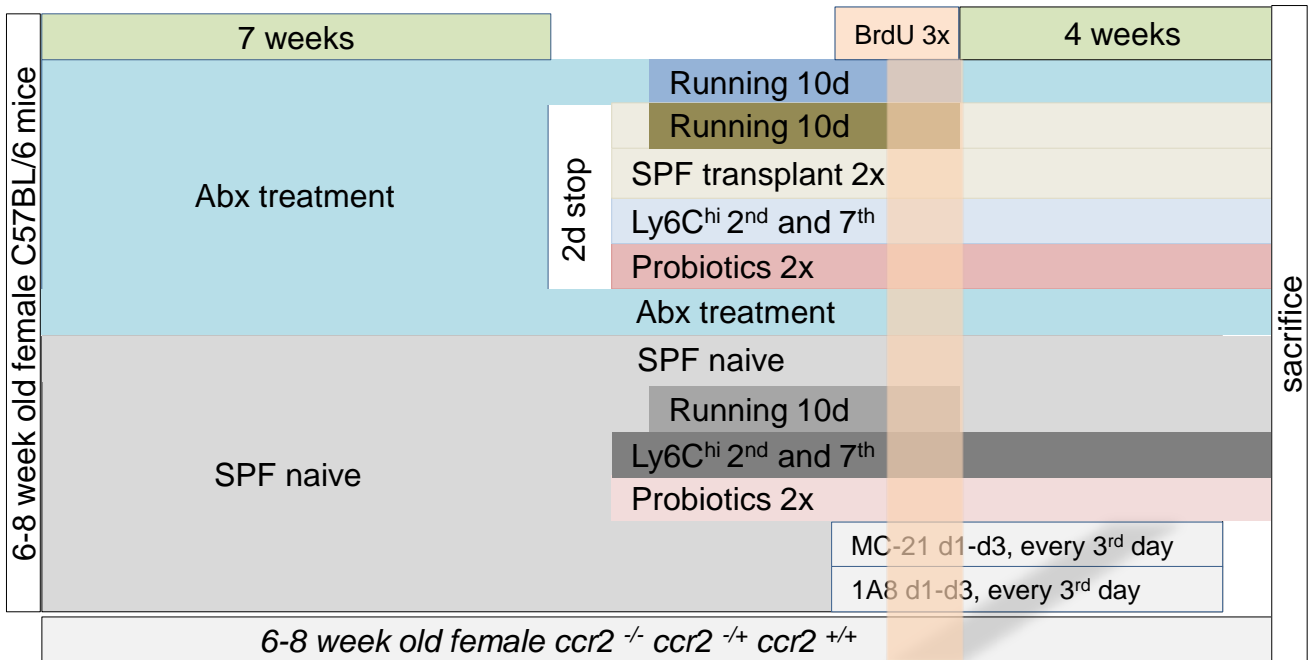 6-8 week old female C57BL/6 mice
7 weeks
BrdU 3x
4 weeks
Running 10d
Running 10d
Abx treatment
2d stop
SPF transplant 2x
Ly6Chi 2nd and 7th
Probiotics 2x
Abx treatment
SPF naive
Running 10d
SPF naive
Ly6Chi 2nd and 7th
Probiotics 2x
MC-21 d1-d3, every 3rd day
1A8 d1-d3, every 3rd day
6-8 week old female ccr2 -/- ccr2 -/+ ccr2 +/+
sacrifice